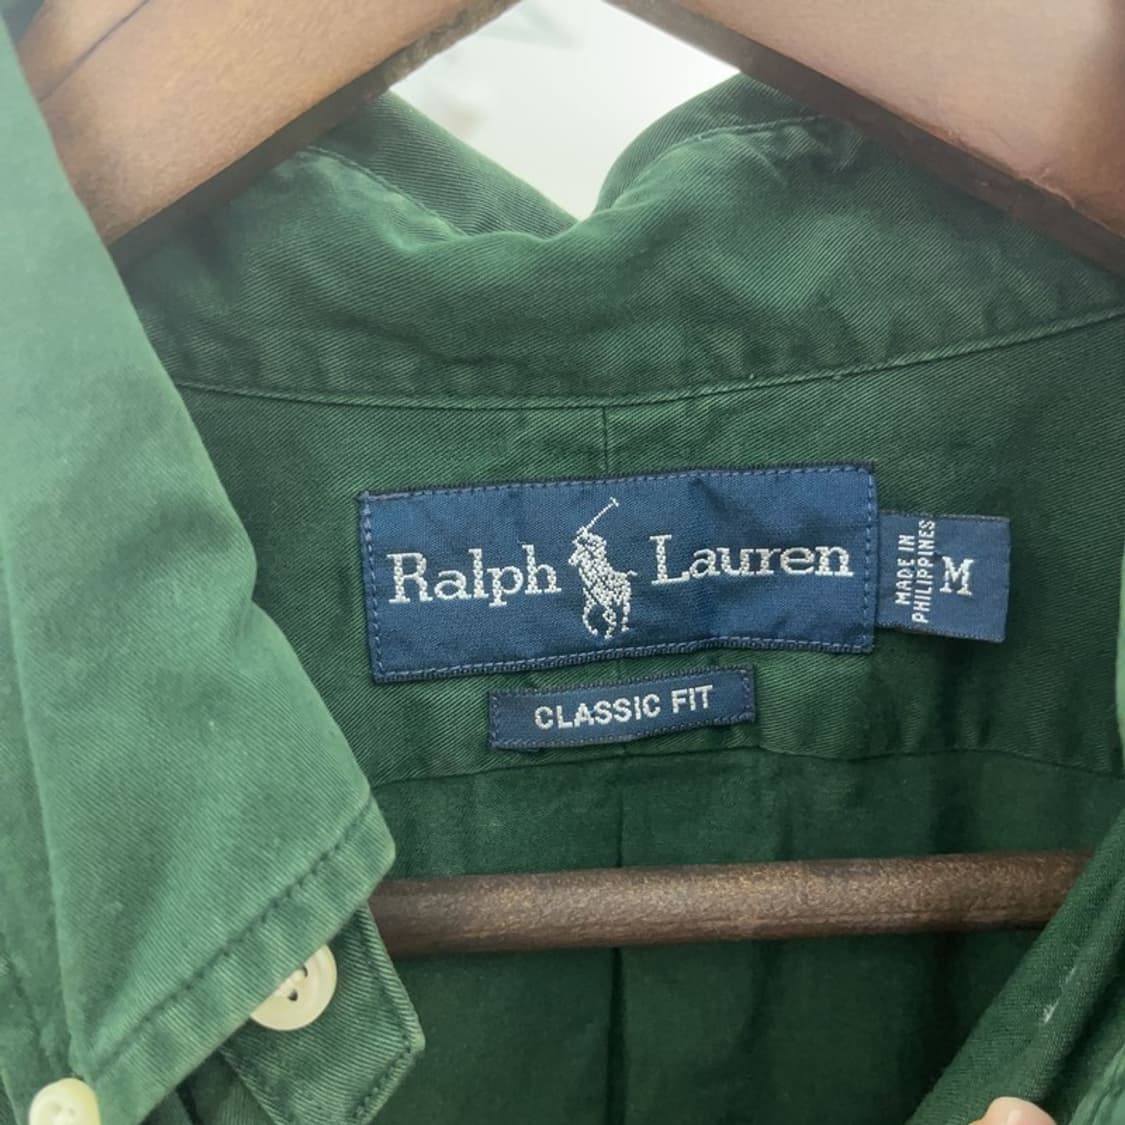 Ralph Lauren
MADE IN
PHILIPPINES
M
CLASSIC FIT